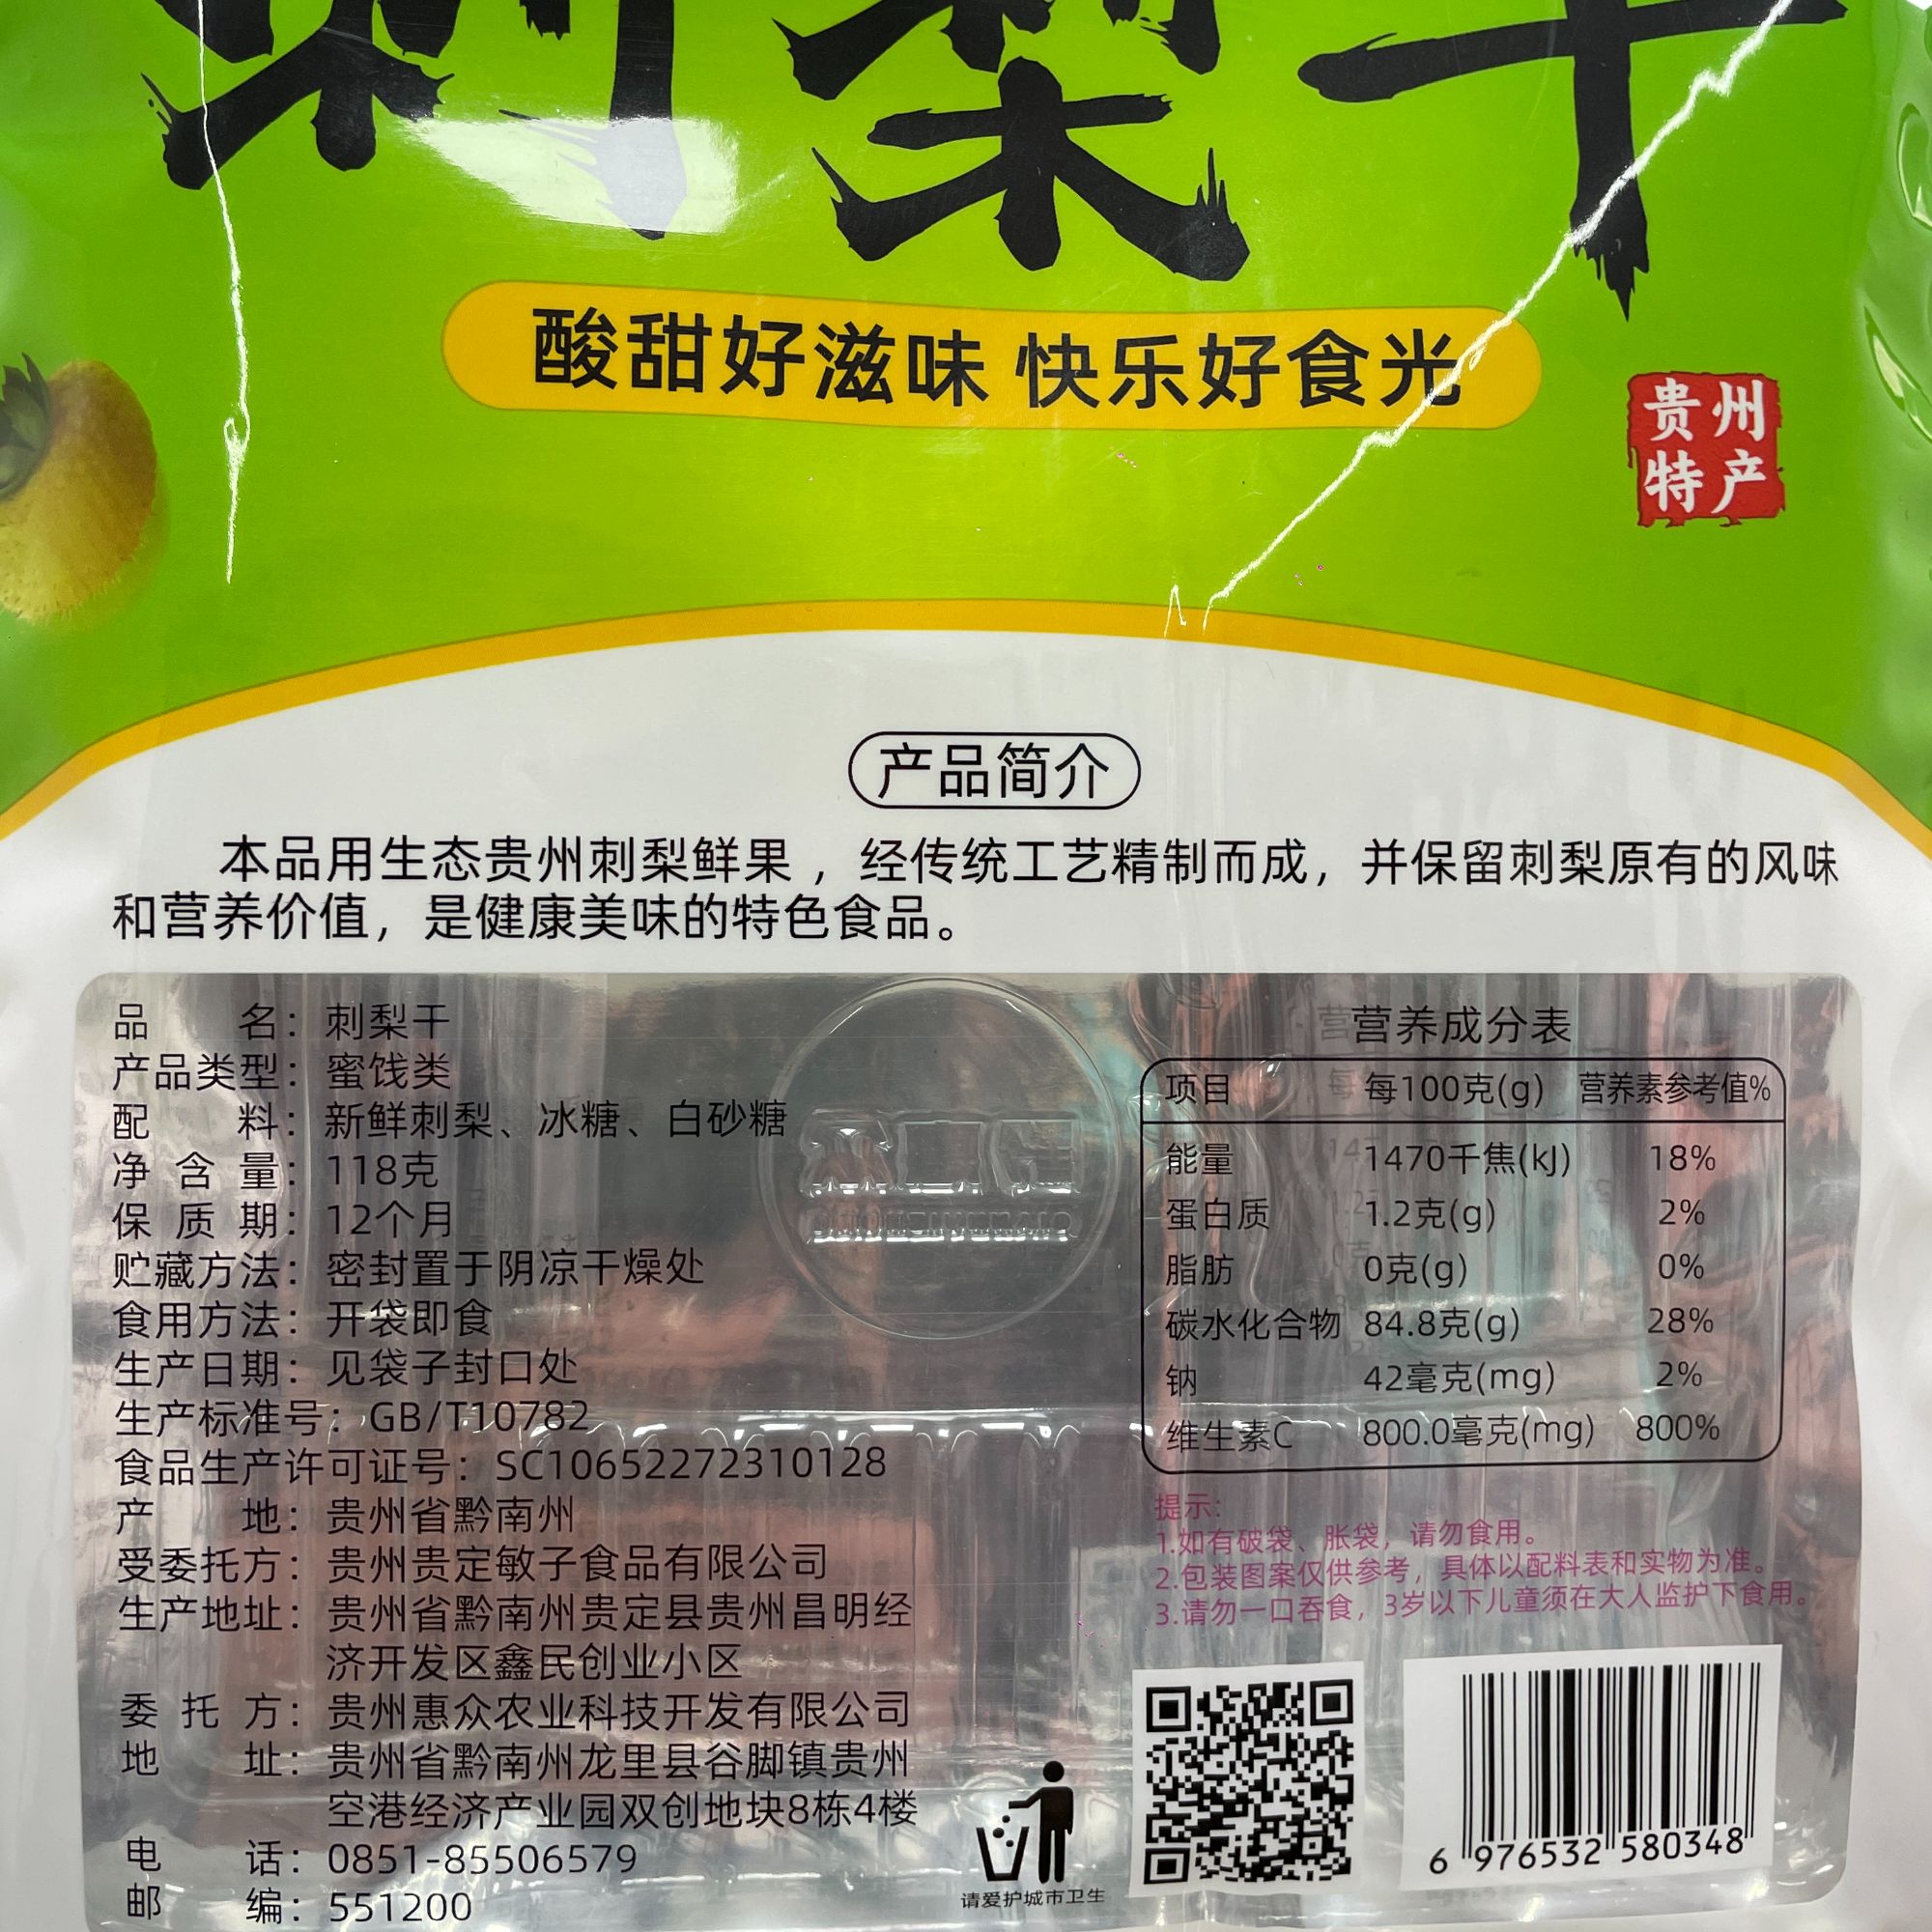 刺梨干
酸甜好滋味 快乐好食光
贵州
特产
产品简介
本品用生态贵州刺梨鲜果，经传统工艺精制而成，并保留刺梨原有的风味
和营养价值，是健康美味的特色食品。
品名：刺梨干
产品类型：蜜饯类
配料：新鲜刺梨、冰糖、白砂糖
净含量：118克
保质期：12个月
贮藏方法：密封置于阴凉干燥处
食用方法：开袋即食
生产日期：见袋子封口处
生产标准号：GB/T10782
食品生产许可证号：SC10652272310128
产地：贵州省黔南州
受委托方：贵州贵定敏子食品有限公司
生产地址：贵州省黔南州贵定县贵州昌明经
济开发区鑫民创业小区
委托方：贵州惠众农业科技开发有限公司
地址：贵州省黔南州龙里县谷脚镇贵州
空港经济产业园双创地块8栋4楼
电话：0851-85506579
邮编：551200
营养成分表
项目 每100克(g) 营养素参考值%
能量 1470千焦(kJ) 18%
蛋白质 1.2克(g) 2%
脂肪 0克(g) 0%
碳水化合物 84.8克(g) 28%
钠 42毫克(mg) 2%
维生素C 800.0毫克(mg) 800%
提示:
1.如有破袋、胀袋，请勿食用。
2.包装图案仅供参考，具体以配料表和实物为准。
3.请勿一口吞食，3岁以下儿童须在大人监护下食用。
请爱护城市卫生
6 976532 580348